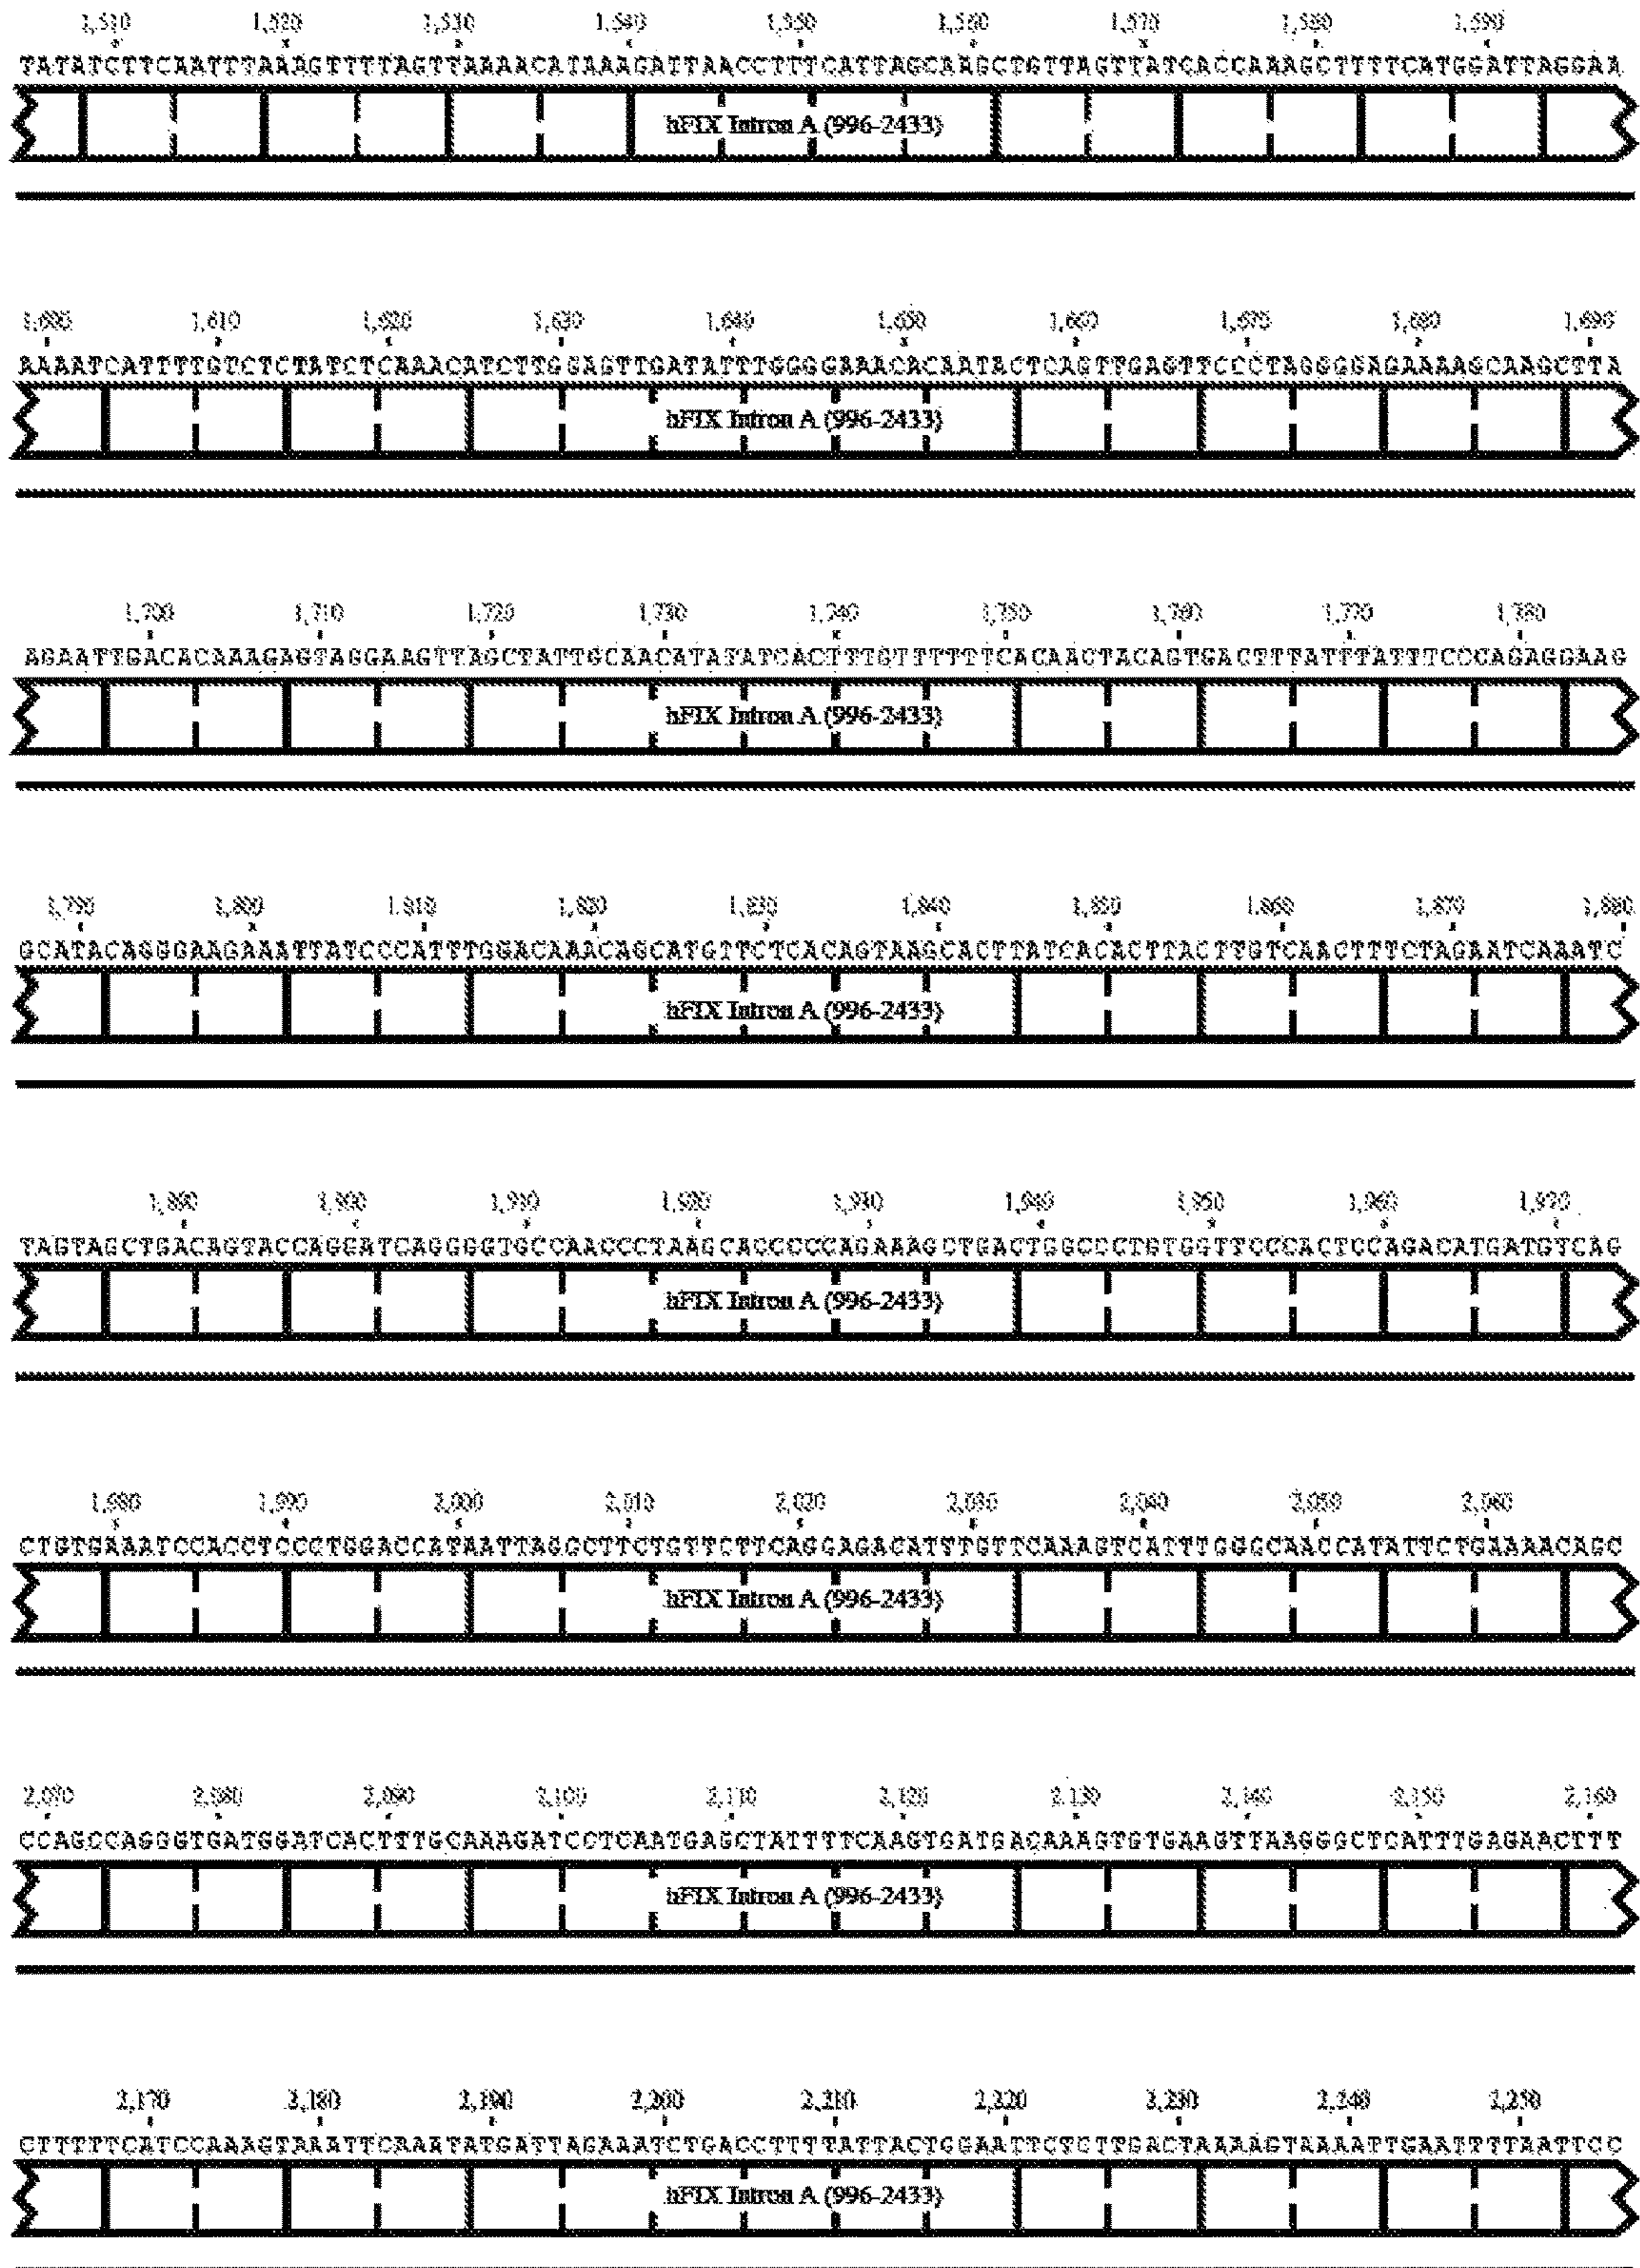 1,510 1,520 1,530 1,540 1,550 1,560 1,570 1,580 1,590
TATATCTTCAATTTAAAGTTTTAGTTAAAACATAAAGATTAACCTTTCATTAGCAAGCTGTTAGTTATCACCAAAGCTTTTCATGGATTAGGAA
hFIX Intron A (996-2433)
1,600 1,610 1,620 1,630 1,640 1,650 1,660 1,670 1,680 1,690
AAAATCATTTTGTCTCTATCTCAAACATCTTGGAGTTGATATTTGGGGAAACACAATACTCAGTTGAGTTCCCTAGGGGAGAAAAGCAAGCTTA
hFIX Intron A (996-2433)
1,700 1,710 1,720 1,730 1,740 1,750 1,760 1,770 1,780
AGAATTGACACAAAGAGTAGGAAGTTAGCTATTGCAACATATATCACTTTGTTTTTTCACAACTACAGTGACTTTATTTATTTCCCAGAGGAAG
hFIX Intron A (996-2433)
1,790 1,800 1,810 1,820 1,830 1,840 1,850 1,860 1,870 1,880
GCATACAGGGAAGAAATTATCCCATTTGGACAAACAGCATGTTCTCACAGTAAGCACTTATCACACTTACTTGTCAACTTTCTAGAATCAAATC
hFIX Intron A (996-2433)
1,890 1,900 1,910 1,920 1,930 1,940 1,950 1,960 1,970
TAGTAGCTGACAGTACCAGGATCAGGGGTGCCAACCCTAAGCACCCCCAGAAAGCTGACTGGCCCTGTGGTTCCCACTCCAGACATGATGTCAG
hFIX Intron A (996-2433)
1,980 1,990 2,000 2,010 2,020 2,030 2,040 2,050 2,060
CTGTGAAATCCACCTCCCTGGACCATAATTAGGCTTCTGTTCTTCAGGAGACATTTGTTCAAAGTCATTTGGGCAACCATATTCTGAAAACAGC
hFIX Intron A (996-2433)
2,070 2,080 2,090 2,100 2,110 2,120 2,130 2,140 2,150 2,160
CCAGCCAGGGTGATGGATCACTTTGCAAAGATCCTCAATGAGCTATTTTCAAGTGATGACAAAGTGTGAAGTTAAGGGCTCATTTGAGAACTTT
hFIX Intron A (996-2433)
2,170 2,180 2,190 2,200 2,210 2,220 2,230 2,240 2,250
CTTTTTCATCCAAAGTAAATTCAAATATGATTAGAAATCTGACCTTTTATTACTGGAATTCTCTTGACTAAAAGTAAAATTGAATTTTAATTCC
hFIX Intron A (996-2433)